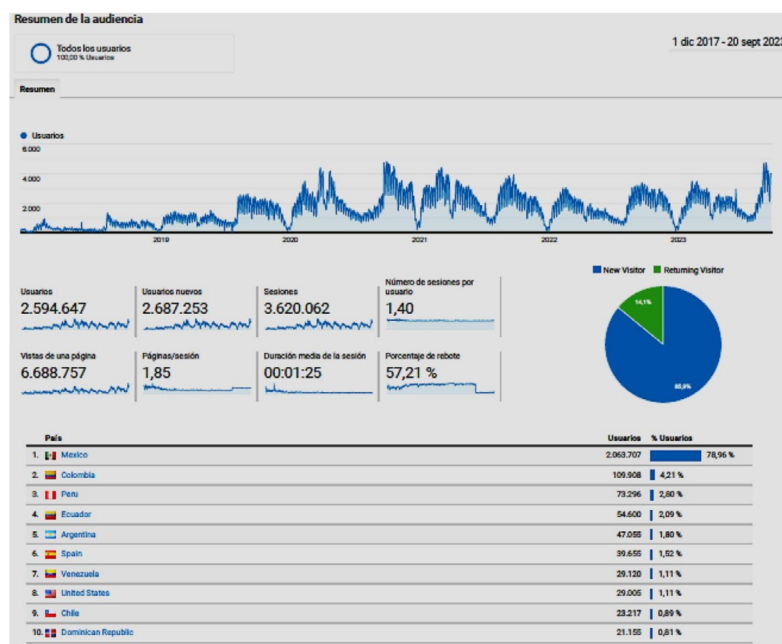 Resumen de la audiencia
Todos los usuarios
100,00 % Usuarios
1 dic 2017 - 20 sept 2023
Resumen
Usuarios
6.000
4.000
2.000
2019 2020 2021 2022 2023
New Visitor Returning Visitor
Usuarios Usuarios nuevos Sesiones Número de sesiones por usuario
2.594.647 2.687.253 3.620.062 1,40
14,1%
Vistas de una página Páginas/sesión Duración media de la sesión Porcentaje de rebote
6.688.757 1,85 00:01:25 57,21 %
85,9%
País Usuarios % Usuarios
1. Mexico 2.063.707 78,96 %
2. Colombia 109.908 4,21 %
3. Peru 73.296 2,80 %
4. Ecuador 54.600 2,09 %
5. Argentina 47.055 1,80 %
6. Spain 39.655 1,52 %
7. Venezuela 29.120 1,11 %
8. United States 29.005 1,11 %
9. Chile 23.217 0,89 %
10. Dominican Republic 21.155 0,81 %